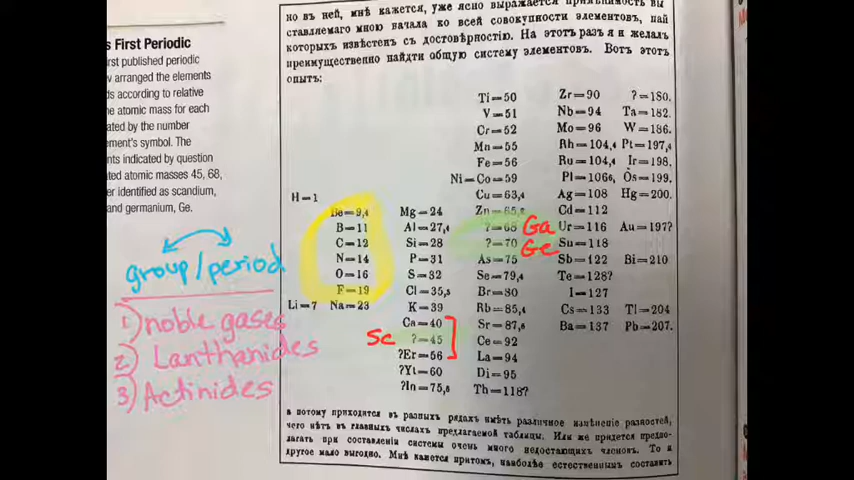 s First Periodic
rst published periodic
arranged the elements
ds according to relative
e atomic mass for each
ated by the number
ement's symbol. The
nts indicated by question
ted atomic masses 45, 68,
er identified as scandium,
and germanium, Ge.
group/period
1) noble gases
2) Lanthanides
3) Actinides
но въ ней, мнѣ кажется, уже ясно выражается примѣнимость вы
ставляемаго мною начала ко всей совокупности элементовъ, пай
которыхъ извѣстенъ съ достовѣрностію. На этотъ разъ я и желалъ
преимущественно найдти общую систему элементовъ. Вотъ этотъ
опытъ:
Ti=50 Zr=90 ?=180.
V=51 Nb=94 Ta=182.
Cr=52 Mo=96 W=186.
Mn=55 Rh=104,4 Pt=197,4
Fe=56 Ru=104,4 Ir=198.
Ni=Co=59 Pl=106,6 Os=199.
H=1 Cu=63,4 Ag=108 Hg=200.
Be=9,4 Mg=24 Zn=65,2 Cd=112
B=11 Al=27,4 ?=68 Ga Ur=116 Au=197?
C=12 Si=28 ?=70 Ge Su=118
N=14 P=31 As=75 Sb=122 Bi=210
O=16 S=32 Se=79,4 Te=128?
F=19 Cl=35,5 Br=80 I=127
Li=7 Na=23 K=39 Rb=85,4 Cs=133 Tl=204
Ca=40 Sr=87,6 Ba=137 Pb=207.
Sc ?=45 Ce=92
?Er=56 La=94
?Yt=60 Di=95
?In=75,6 Th=118?
а потому приходится въ разныхъ рядахъ имѣть различное измѣненіе разностей,
чего нѣтъ въ главныхъ числахъ предлагаемой таблицы. Или же придется предпо-
лагать при составленіи системы очень много недостающихъ членовъ. То и
другое мало выгодно. Мнѣ кажется притомъ, наиболѣе естественнымъ составить